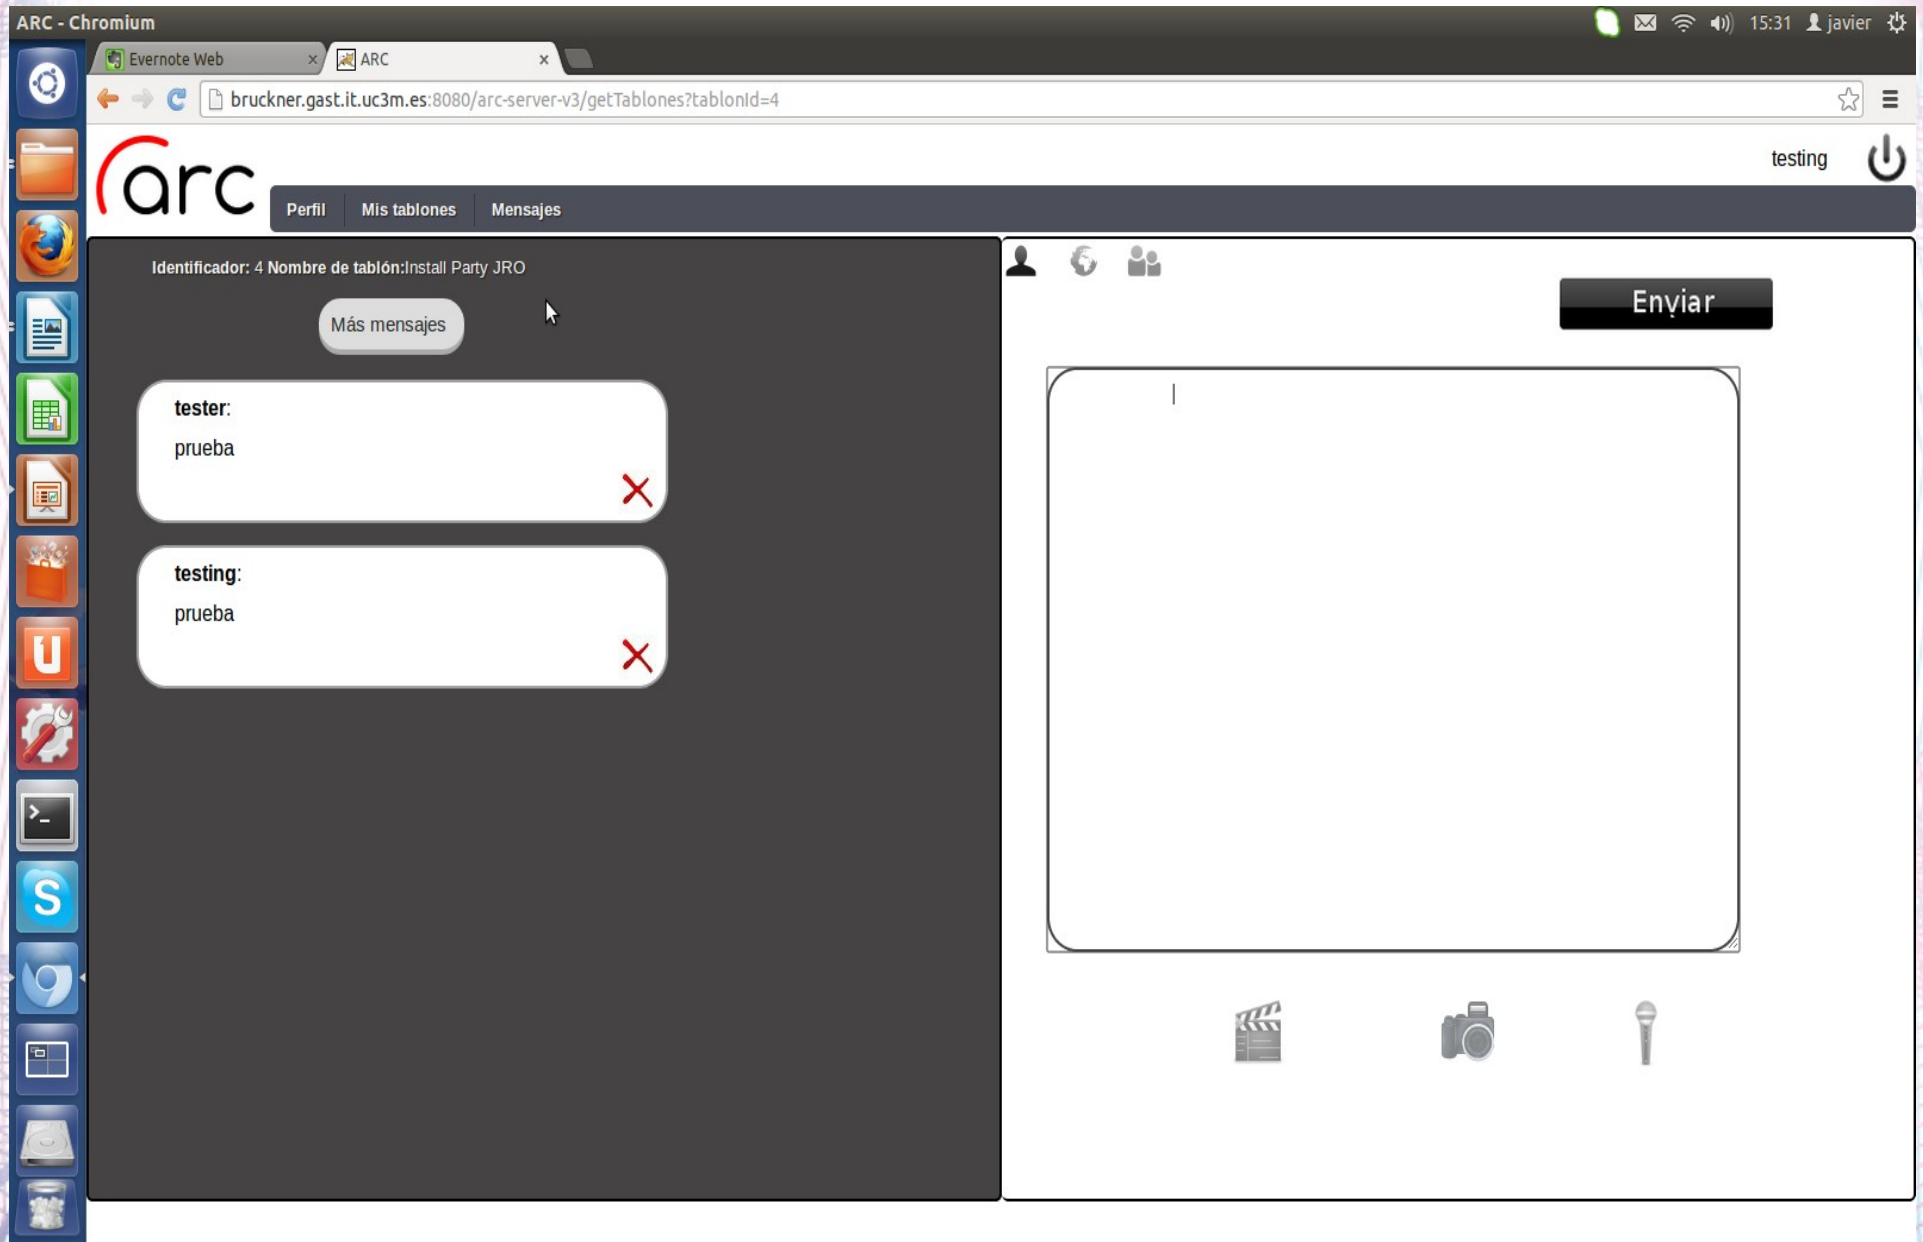 ARC - Chromium
15:31 javier
Evernote Web × ARC ×
bruckner.gast.it.uc3m.es:8080/arc-server-v3/getTablones?tablonId=4
arc
testing
Perfil Mis tablones Mensajes
Identificador: 4 Nombre de tablón:Install Party JRO
Más mensajes
Enviar
tester:
prueba
testing:
prueba